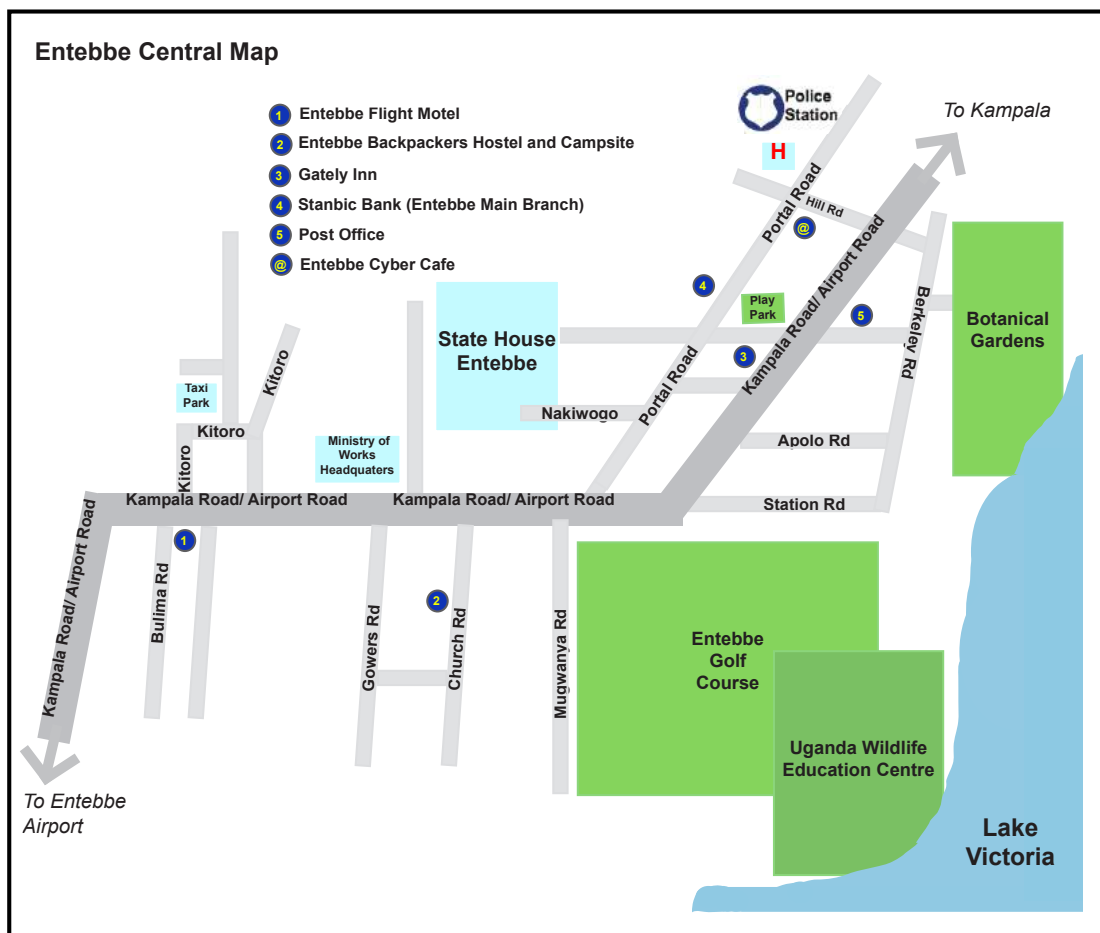 Entebbe Central Map
1 Entebbe Flight Motel
2 Entebbe Backpackers Hostel and Campsite
3 Gately Inn
4 Stanbic Bank (Entebbe Main Branch)
5 Post Office
@ Entebbe Cyber Cafe
Police
Station
H
To Kampala
Portal Road
Hill Rd
@
4
Play
Park
Kampala Road/ Airport Road
5
Berkeley Rd
Botanical
Gardens
State House
Entebbe
3
Portal Road
Nakiwogo
Apolo Rd
Station Rd
Taxi
Park
Kitoro
Kitoro
Kitoro
Ministry of
Works
Headquaters
Kampala Road/ Airport Road
Kampala Road/ Airport Road
Kampala Road/ Airport Road
1
Bulima Rd
2
Gowers Rd
Church Rd
Mugwanya Rd
Entebbe
Golf
Course
Uganda Wildlife
Education Centre
To Entebbe
Airport
Lake
Victoria